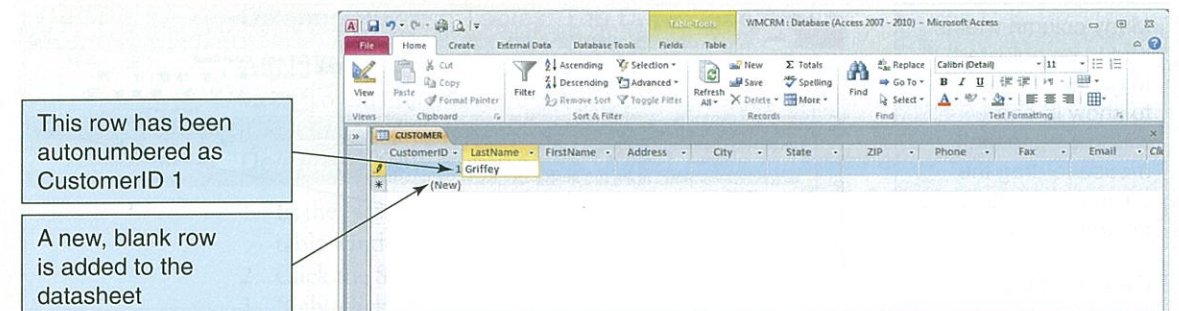 Table Tools
WMCRM : Database (Access 2007 - 2010) - Microsoft Access
File Home Create External Data Database Tools Fields Table
View
Paste
Cut
Copy
Format Painter
Filter
Ascending
Descending
Remove Sort
Selection
Advanced
Toggle Filter
Refresh
All
New
Save
Delete
Totals
Spelling
More
Find
Replace
Go To
Select
Calibri (Detail) 11
B I U
A
Views Clipboard Sort & Filter Records Find Text Formatting
CUSTOMER
CustomerID LastName FirstName Address City State ZIP Phone Fax Email
1 Griffey
(New)
This row has been
autonumbered as
CustomerID 1
A new, blank row
is added to the
datasheet